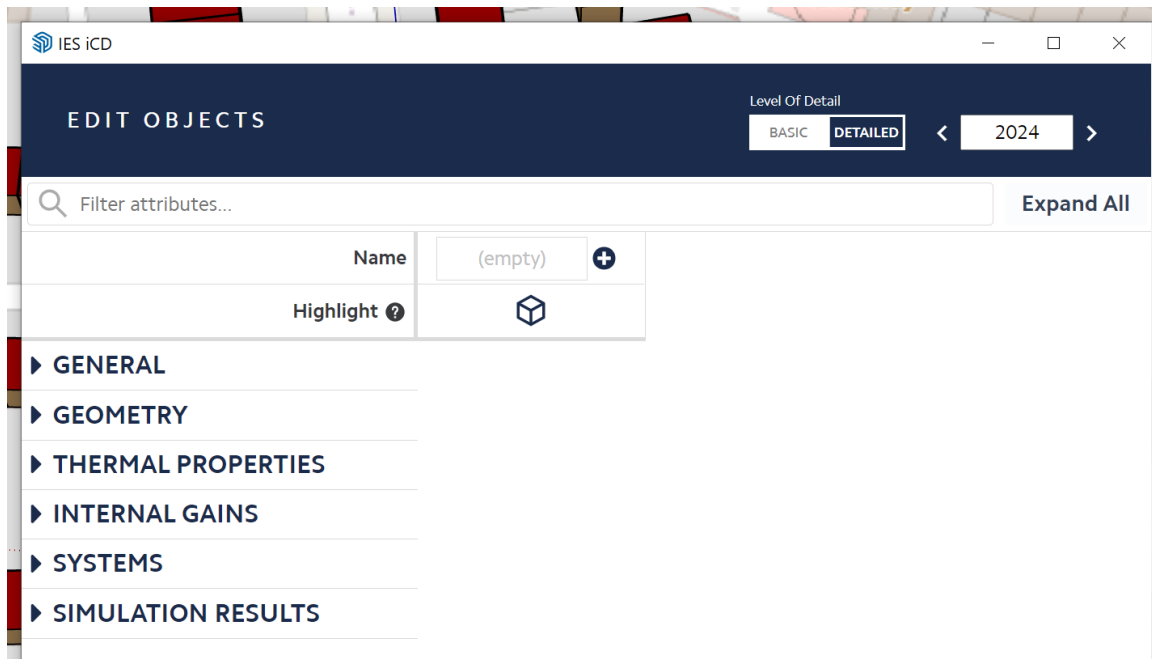 IES iCD
EDIT OBJECTS
Level Of Detail
BASIC DETAILED
2024
Filter attributes...
Expand All
Name (empty)
Highlight ?
GENERAL
GEOMETRY
THERMAL PROPERTIES
INTERNAL GAINS
SYSTEMS
SIMULATION RESULTS